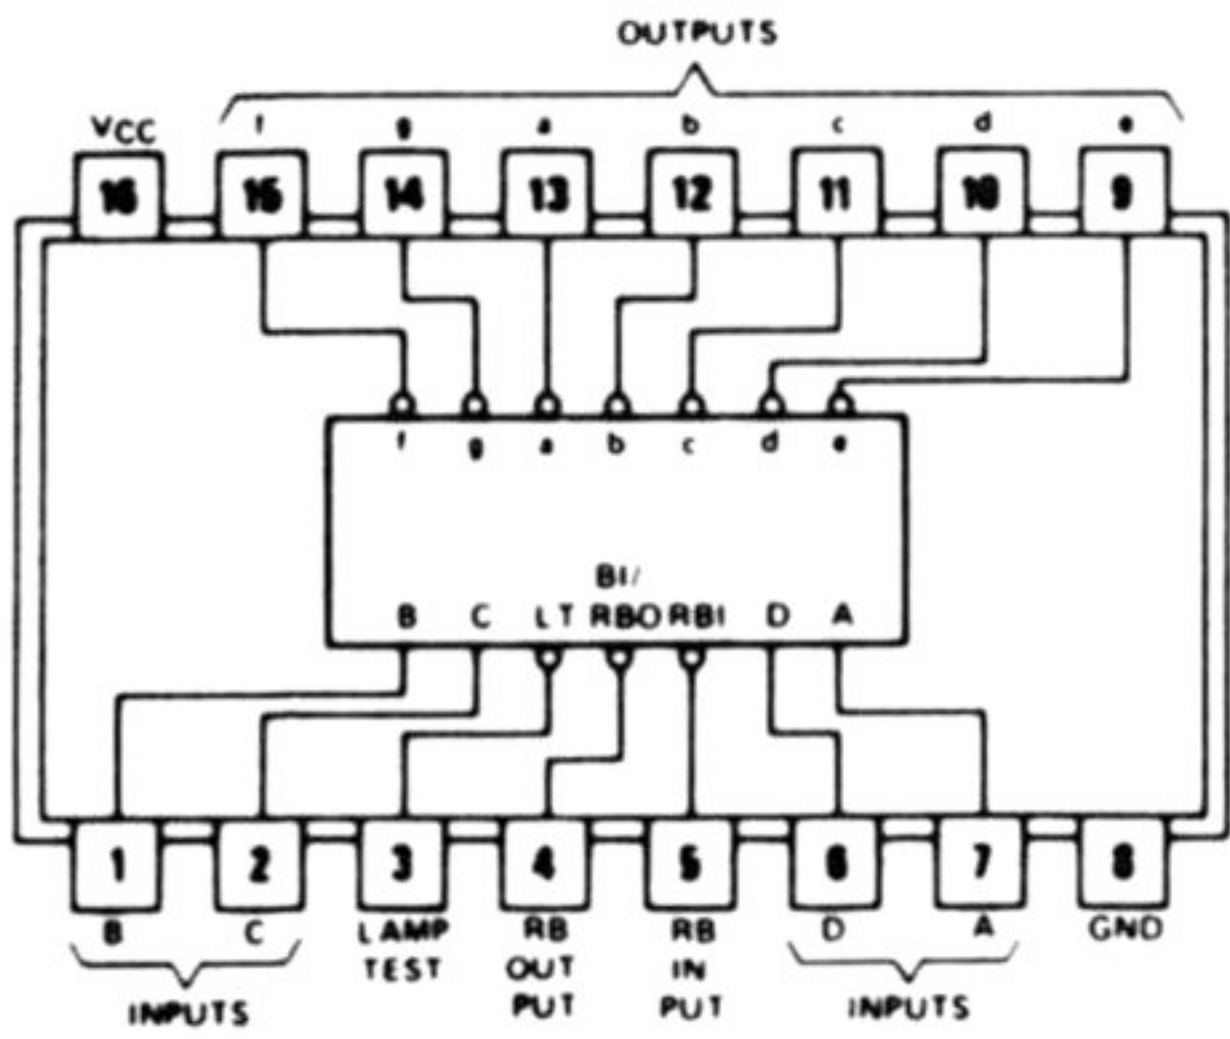 OUTPUTS
VCC f g a b c d e
16 15 14 13 12 11 10 9
f g a b c d e
BI/
B C LT RBO RBI D A
1 2 3 4 5 6 7 8
B C LAMP RB RB D A GND
TEST OUT IN
PUT PUT
INPUTS INPUTS